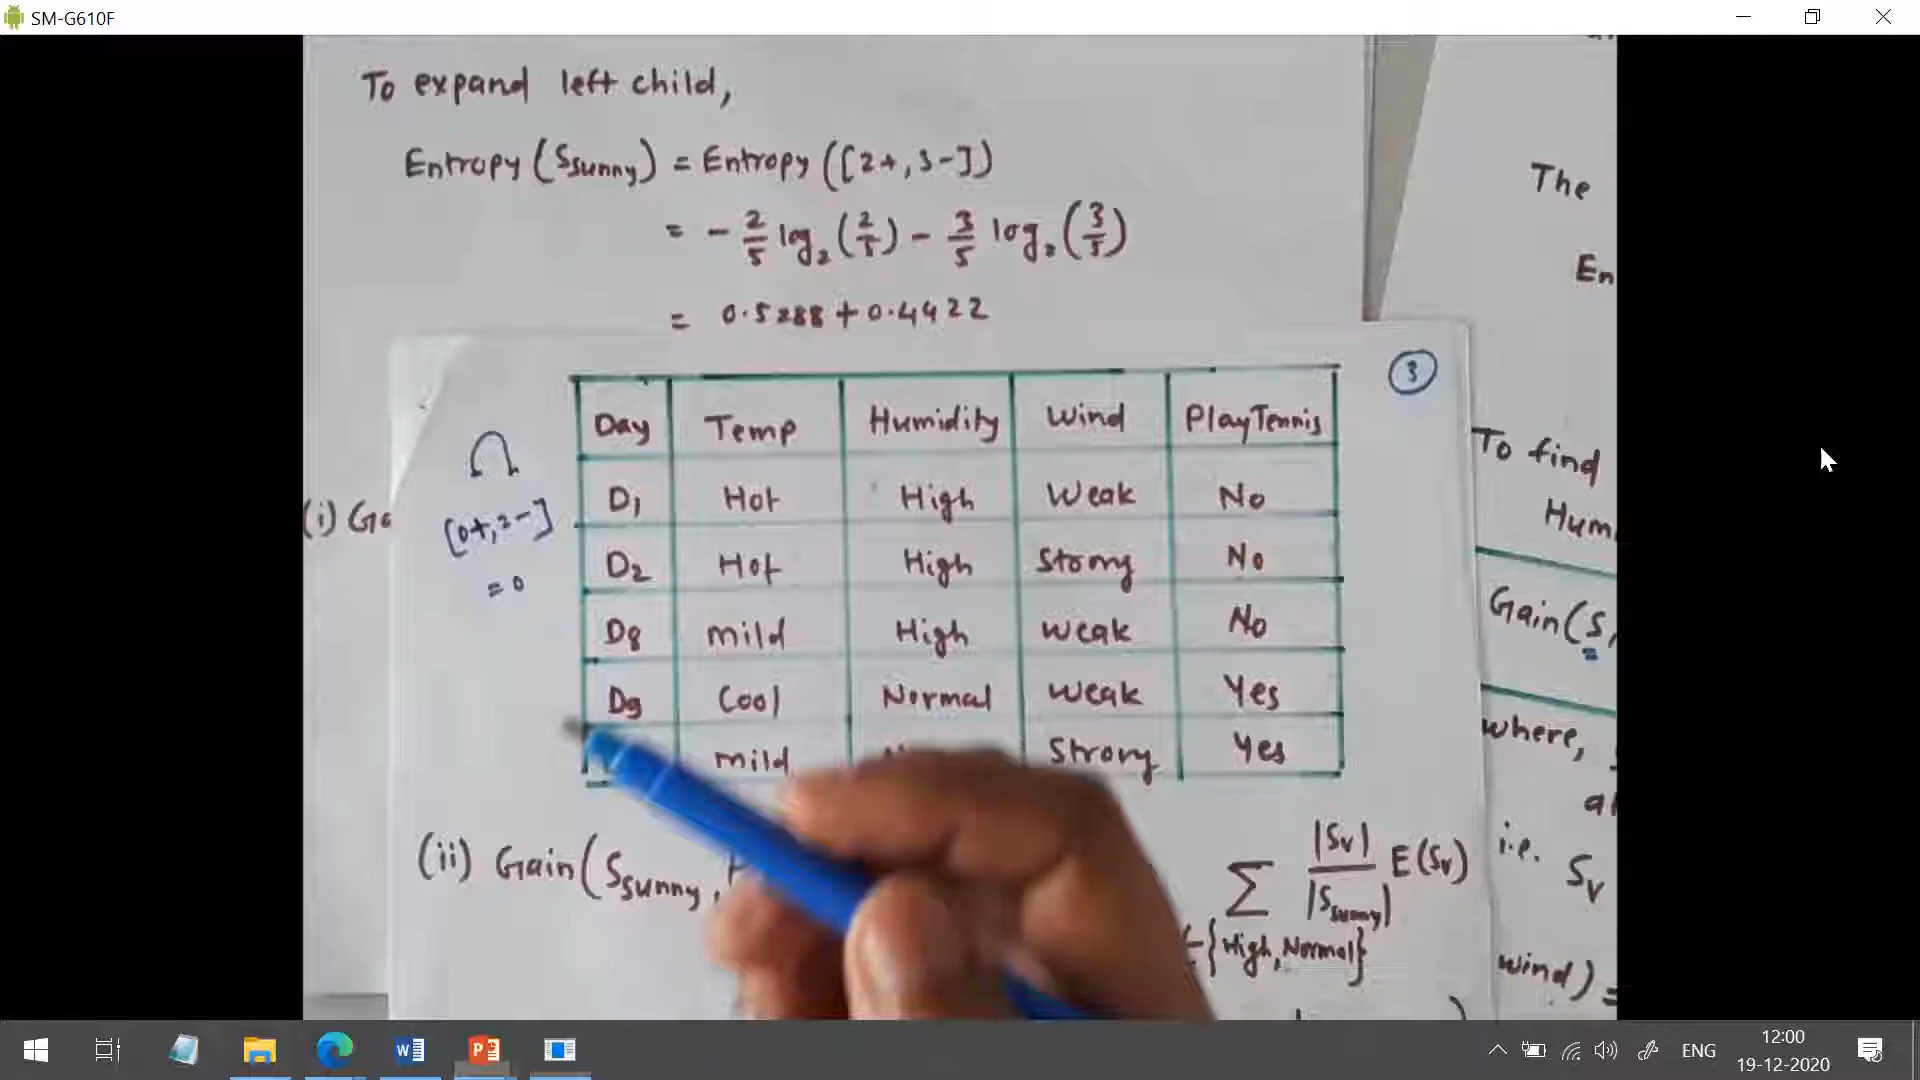 SM-G610F
To expand left child,
Entropy (Ssunny) = Entropy ([2+, 3-])
= - 2/5 log2 (2/5) - 3/5 log2 (3/5)
= 0.5288 + 0.4422
3
Day Temp Humidity Wind PlayTennis
D1 Hot High Weak No
D2 Hot High Strong No
D8 mild High weak No
D9 Cool Normal weak Yes
mild Strong Yes
[0+, 2-]
= 0
(i)
(ii) Gain(Ssunny,
∑ |Sv| / |Ssunny| E(Sv)
{High, Normal}
The
To find
Gain(S,
where,
i.e. Sv
wind) =
ENG
12:00
19-12-2020